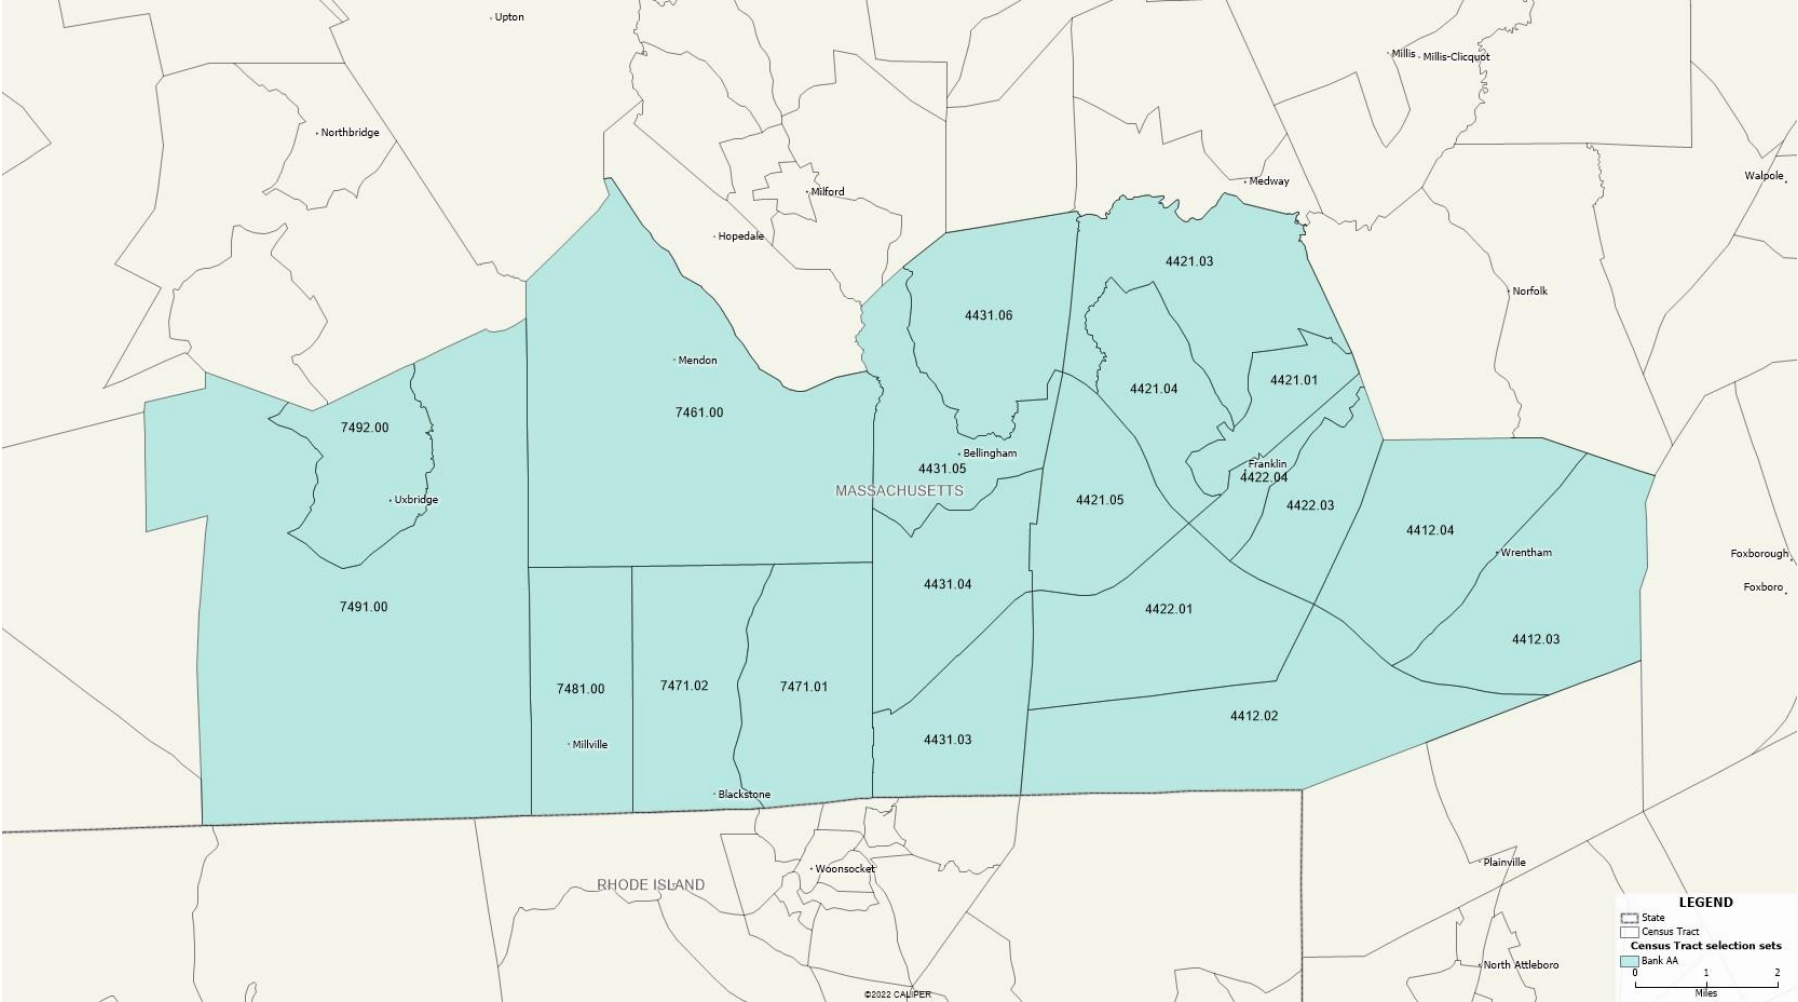 Upton
Millis
Millis-Clicquot
Northbridge
Walpole
Medway
Milford
Hopedale
4421.03
Norfolk
4431.06
Mendon
4421.01
4421.04
7461.00
7492.00
Bellingham
4431.05
Franklin
4422.04
MASSACHUSETTS
Uxbridge
4421.05
4422.03
4412.04
Wrentham
Foxborough
4431.04
Foxboro
7491.00
4422.01
4412.03
7481.00
7471.02
7471.01
4412.02
4431.03
Millville
Blackstone
Plainville
Woonsocket
RHODE ISLAND
LEGEND
State
Census Tract
Census Tract selection sets
Bank AA
North Attleboro
0 1 2
Miles
©2022 CALIPER